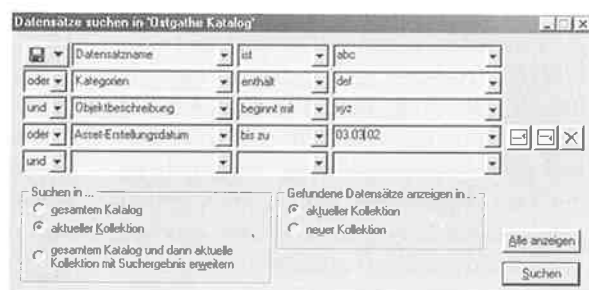 Datensätze suchen in 'Ostgathe Katalog'
Datensatzname ist abc
oder Kategorien enthält def
und Objektbeschreibung beginnt mit xyz
oder Asset-Erstellungsdatum bis zu 03.03.02
und
Suchen in ...
gesamtem Katalog
aktueller Kollektion
gesamtem Katalog und dann aktuelle
Kollektion mit Suchergebnis erweitern
Gefundene Datensätze anzeigen in ...
aktueller Kollektion
neuer Kollektion
Alle anzeigen
Suchen